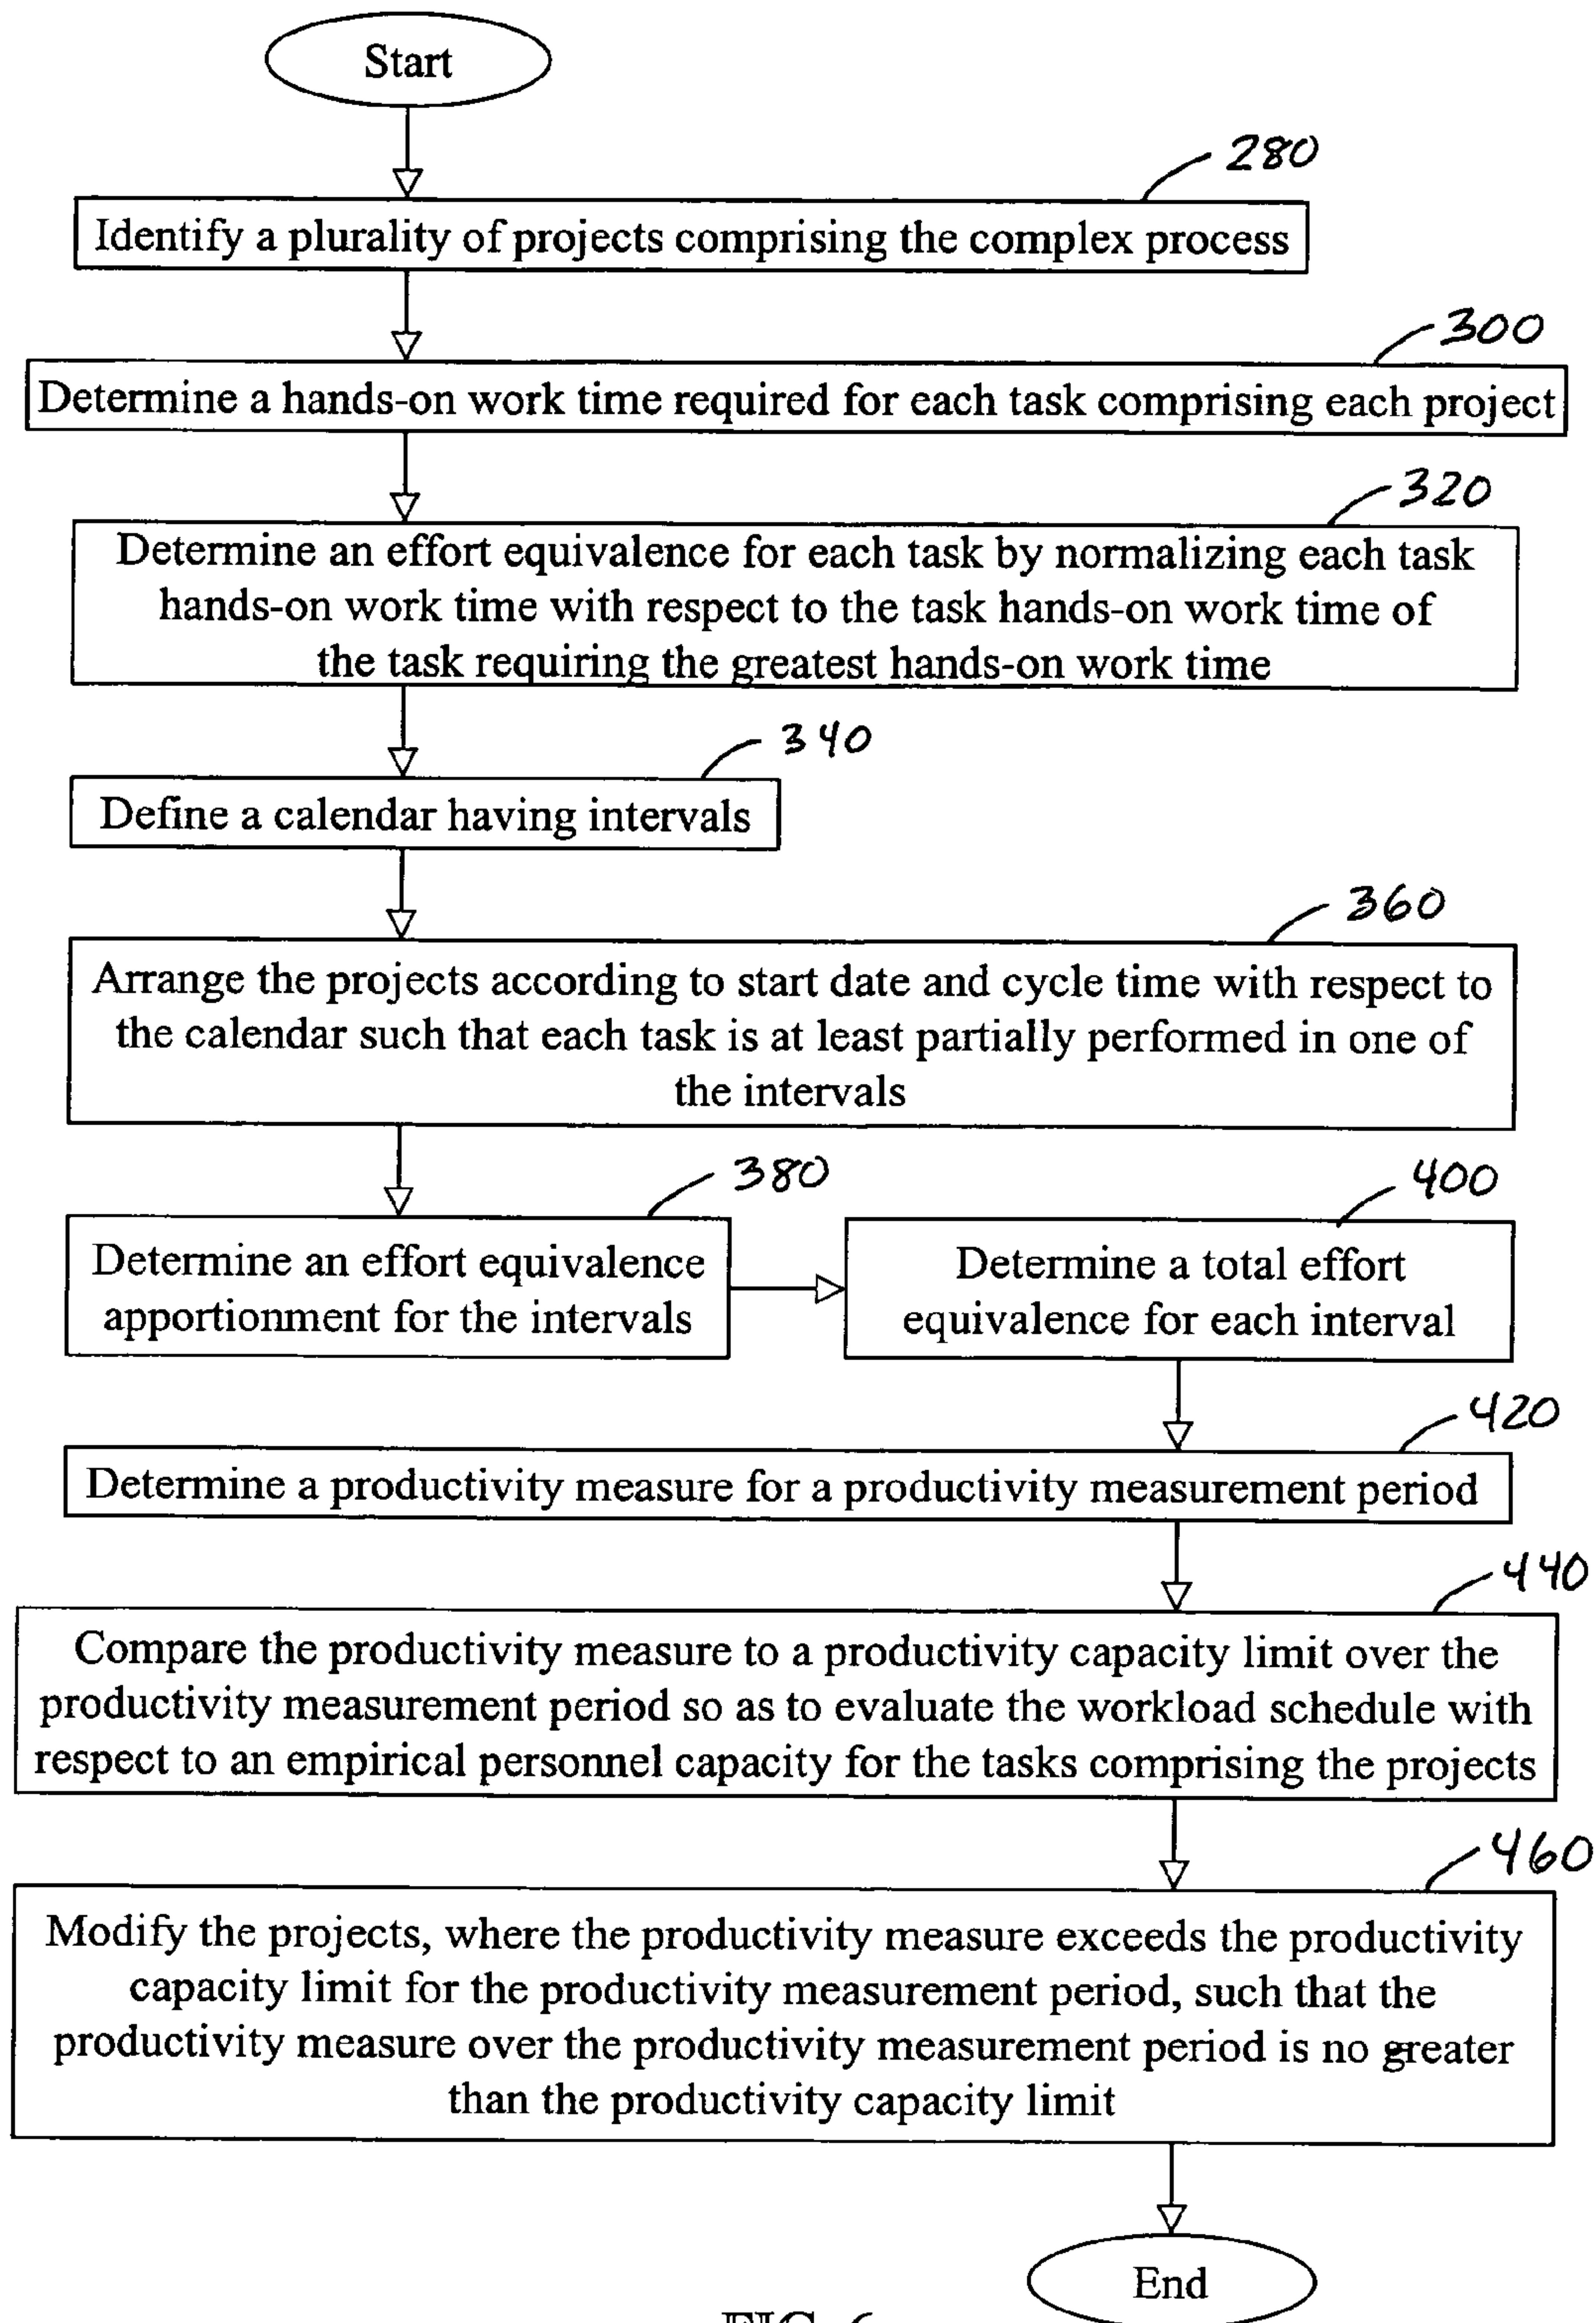 Start
280
Identify a plurality of projects comprising the complex process
300
Determine a hands-on work time required for each task comprising each project
320
Determine an effort equivalence for each task by normalizing each task
hands-on work time with respect to the task hands-on work time of
the task requiring the greatest hands-on work time
340
Define a calendar having intervals
360
Arrange the projects according to start date and cycle time with respect to
the calendar such that each task is at least partially performed in one of
the intervals
380
Determine an effort equivalence
apportionment for the intervals
400
Determine a total effort
equivalence for each interval
420
Determine a productivity measure for a productivity measurement period
440
Compare the productivity measure to a productivity capacity limit over the
productivity measurement period so as to evaluate the workload schedule with
respect to an empirical personnel capacity for the tasks comprising the projects
460
Modify the projects, where the productivity measure exceeds the productivity
capacity limit for the productivity measurement period, such that the
productivity measure over the productivity measurement period is no greater
than the productivity capacity limit
End
FIG. 6